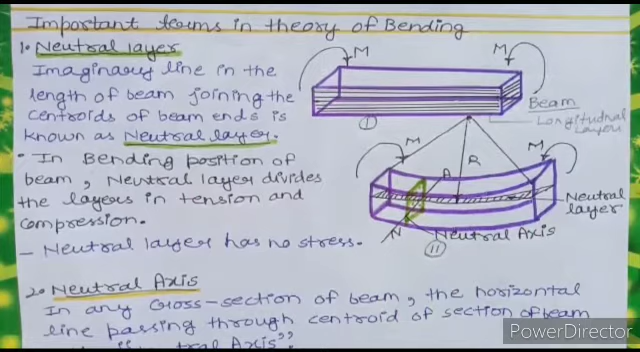 Important terms in theory of Bending
1. Neutral layer
Imaginary line in the
length of beam joining the
centroids of beam ends is
known as Neutral layer.
• In Bending position of
beam, Neutral layer divides
the layers in tension and
compression.
- Neutral layer has no stress.
2. Neutral Axis
In any cross-section of beam, the horizontal
line passing through centroid of section of beam
Axis"
M
M
Beam
Longitudnal
Layers
I
M
M
R
A
N
Neutral
layer
Neutral Axis
II
PowerDirector